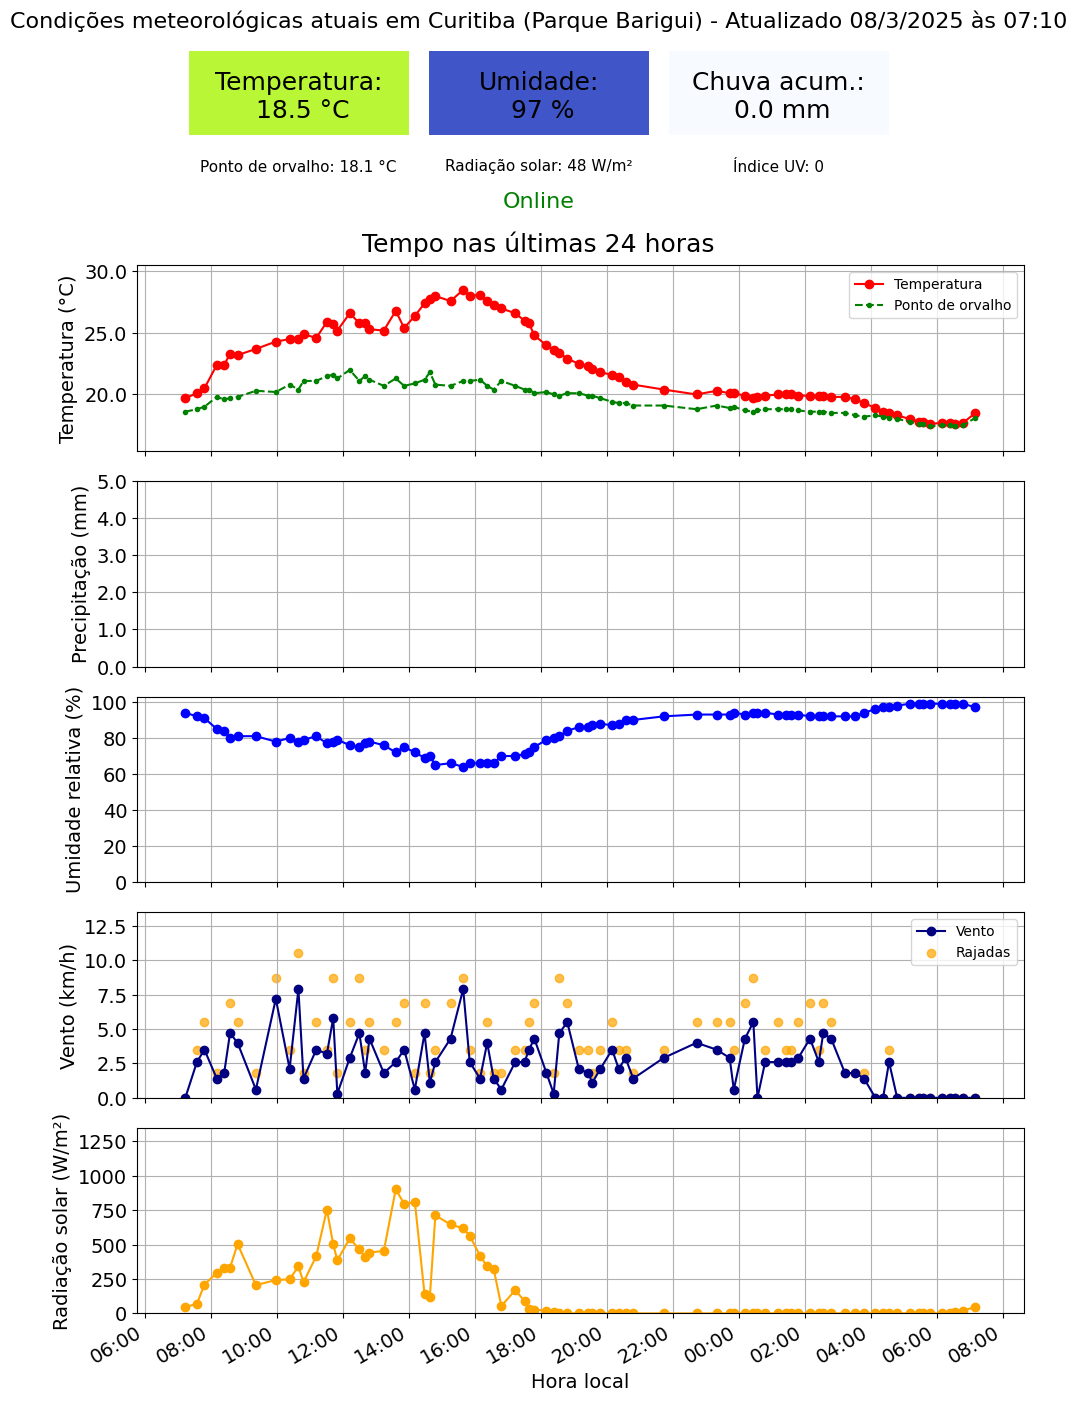 Condições meteorológicas atuais em Curitiba (Parque Barigui) - Atualizado 08/3/2025 às 07:10
Temperatura:
18.5 °C
Umidade:
97 %
Chuva acum.:
0.0 mm
Ponto de orvalho: 18.1 °C
Radiação solar: 48 W/m²
Índice UV: 0
Online
Tempo nas últimas 24 horas
Temperatura (°C)
30.0
25.0
20.0
Temperatura
Ponto de orvalho
Precipitação (mm)
5.0
4.0
3.0
2.0
1.0
0.0
Umidade relativa (%)
100
80
60
40
20
0
Vento (km/h)
12.5
10.0
7.5
5.0
2.5
0.0
Vento
Rajadas
Radiação solar (W/m²)
1250
1000
750
500
250
0
06:00
08:00
10:00
12:00
14:00
16:00
18:00
20:00
22:00
00:00
02:00
04:00
06:00
08:00
Hora local